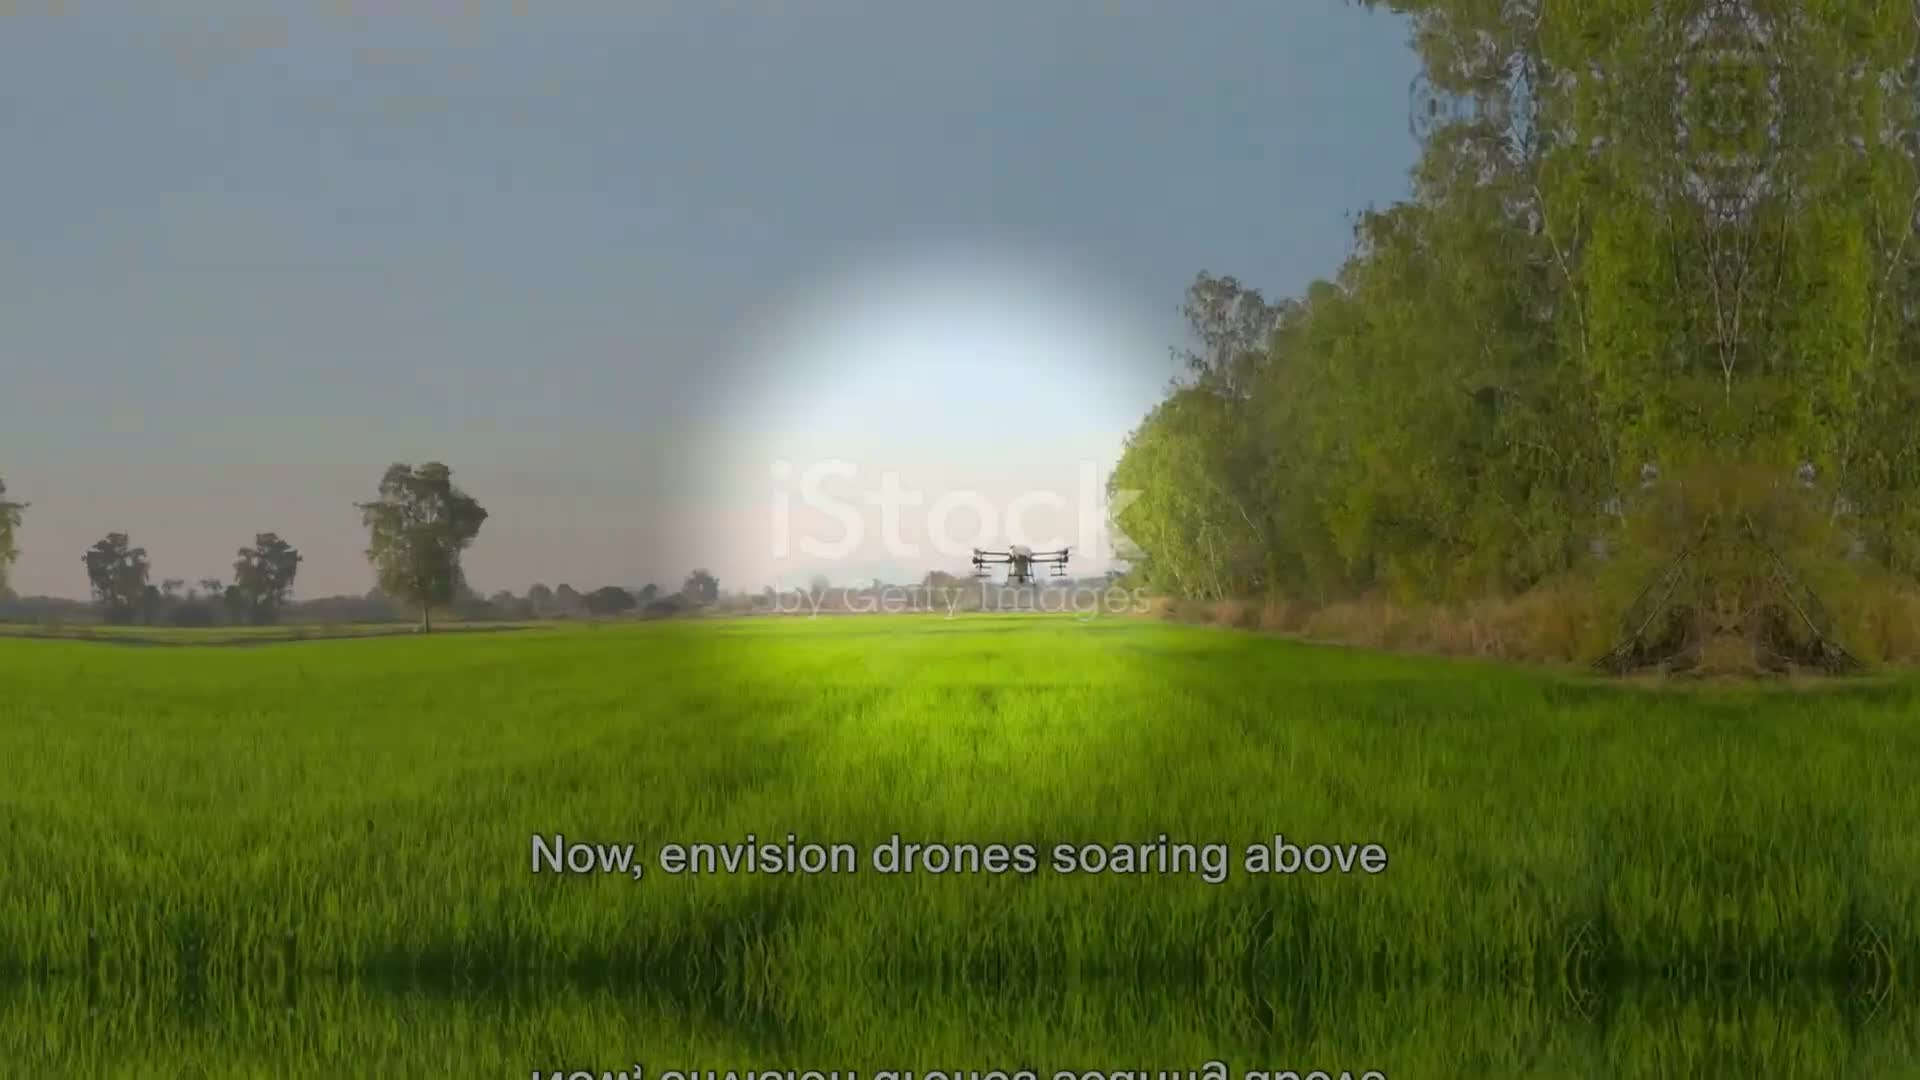 iStock
by Getty Images
Now, envision drones soaring above